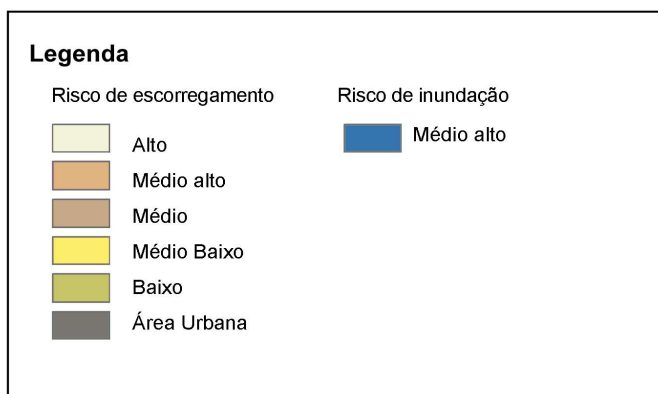 Legenda
Risco de escorregamento
Alto
Médio alto
Médio
Médio Baixo
Baixo
Área Urbana
Risco de inundação
Médio alto